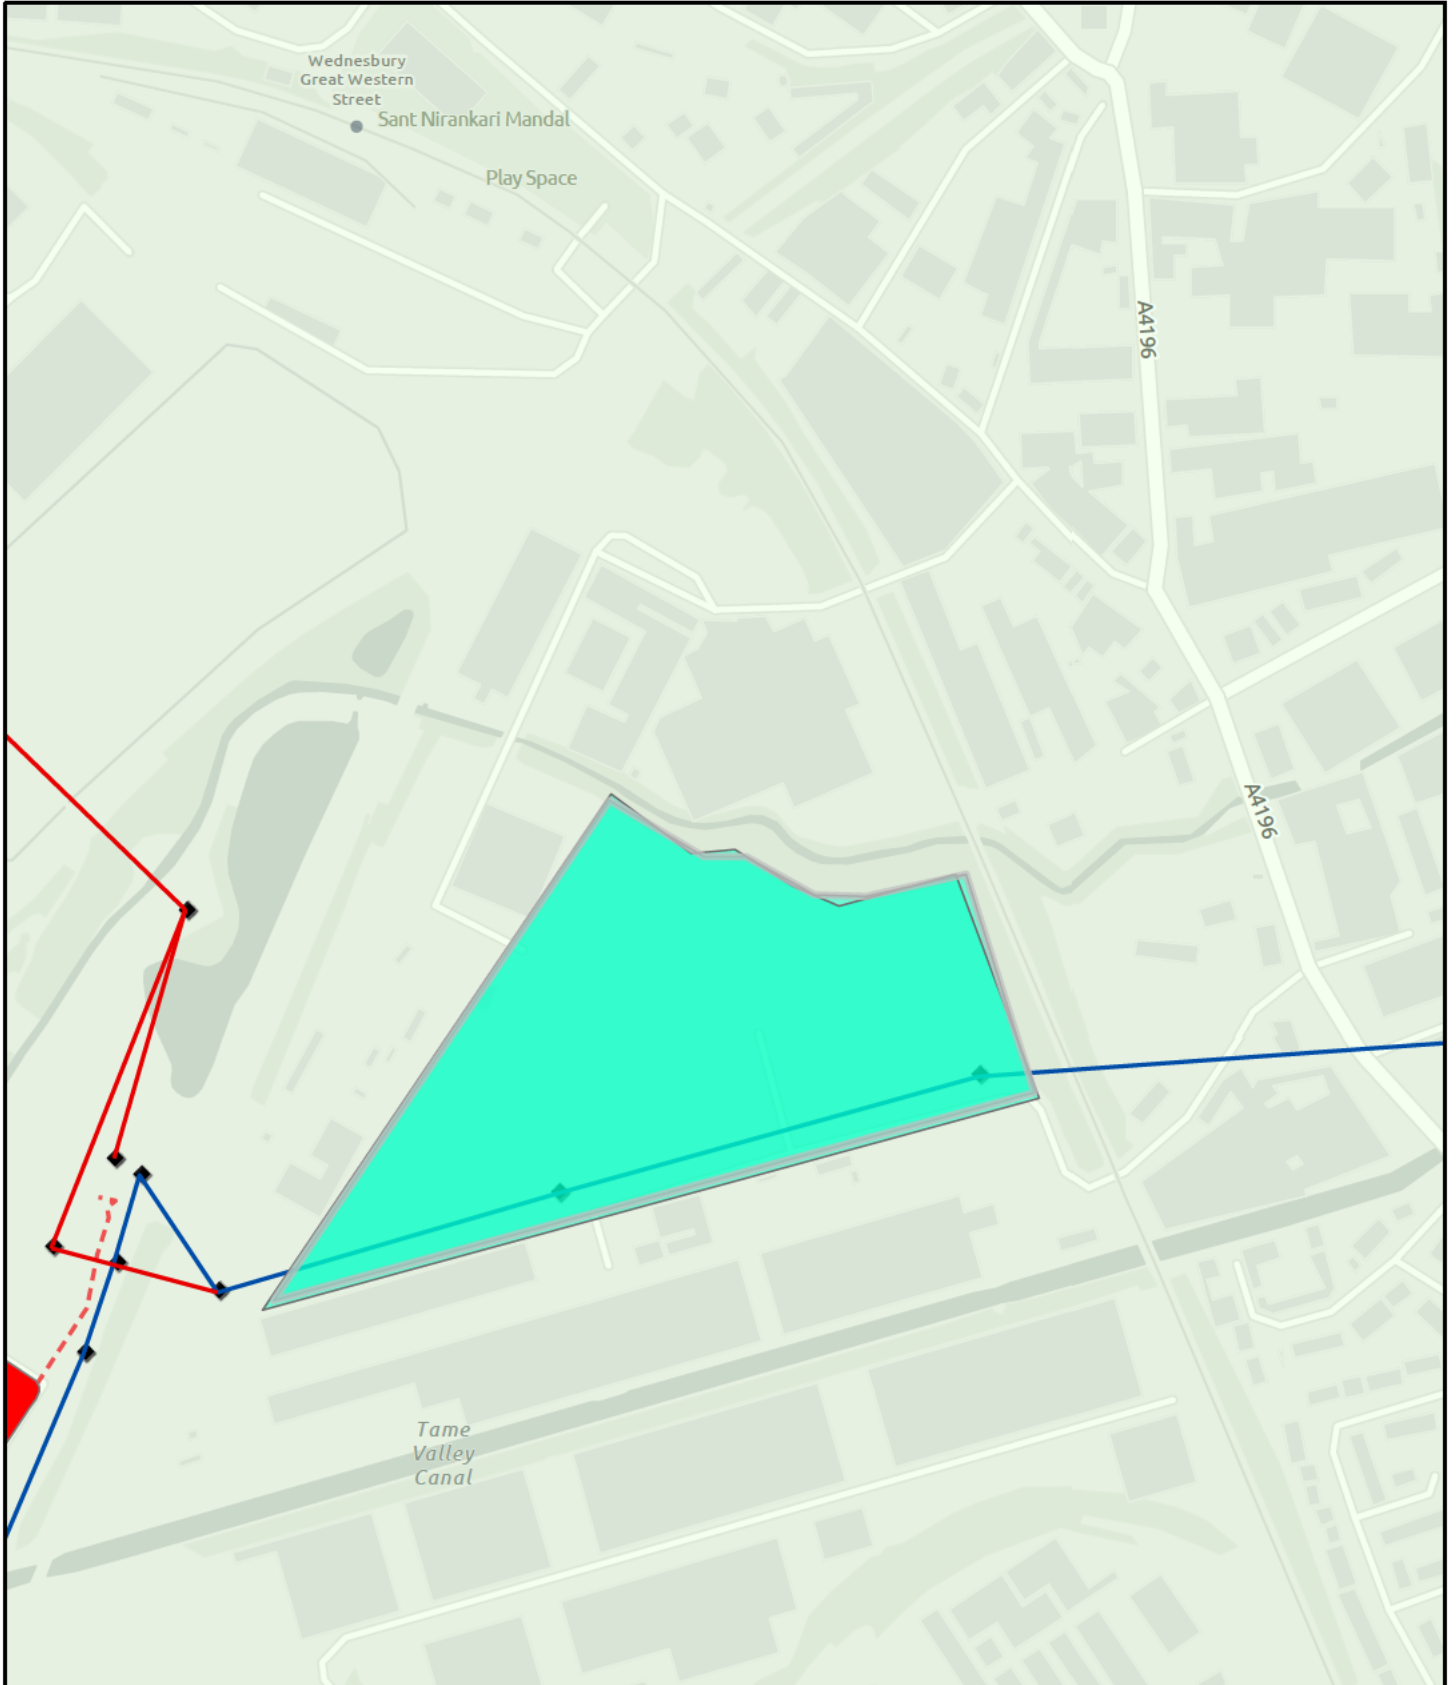 Wednesbury
Great Western
Street
Sant Nirankari Mandal
Play Space
A4196
A4196
Tame
Valley
Canal